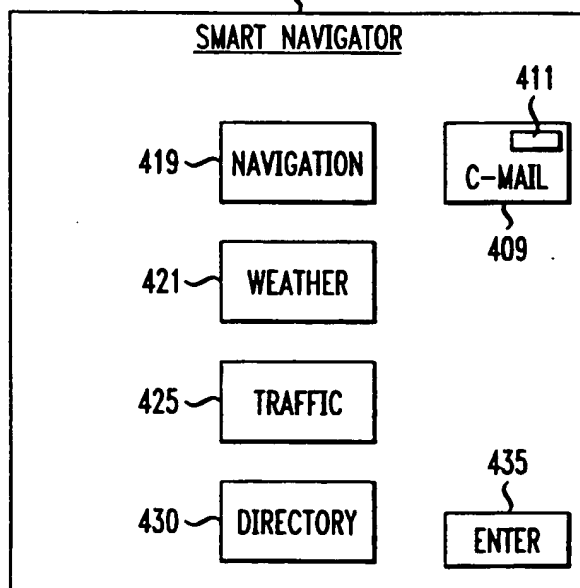 SMART NAVIGATOR
411
419 NAVIGATION C-MAIL
409
421 WEATHER
425 TRAFFIC
435
430 DIRECTORY ENTER